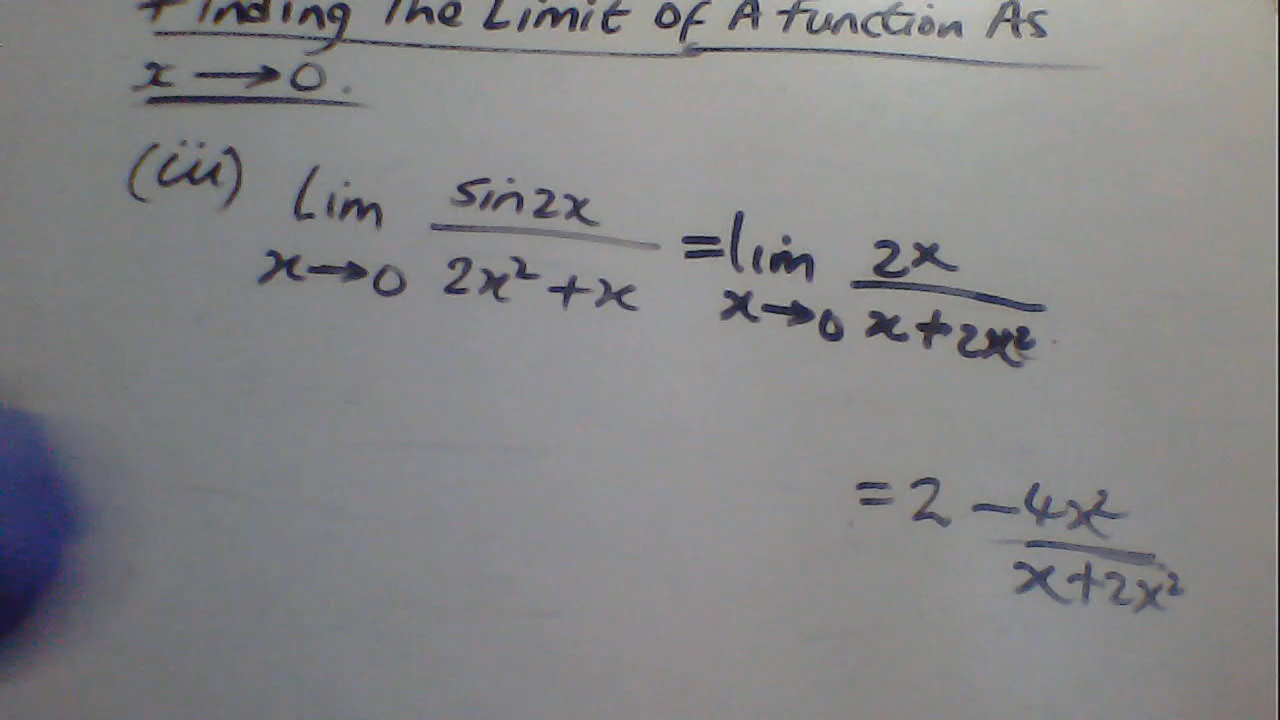 Finding The Limit of A function As
x → 0.
(iii) Lim x→0 sin2x / 2x² + x = lim x→0 2x / x + 2x²
= 2 - 4x² / x + 2x²